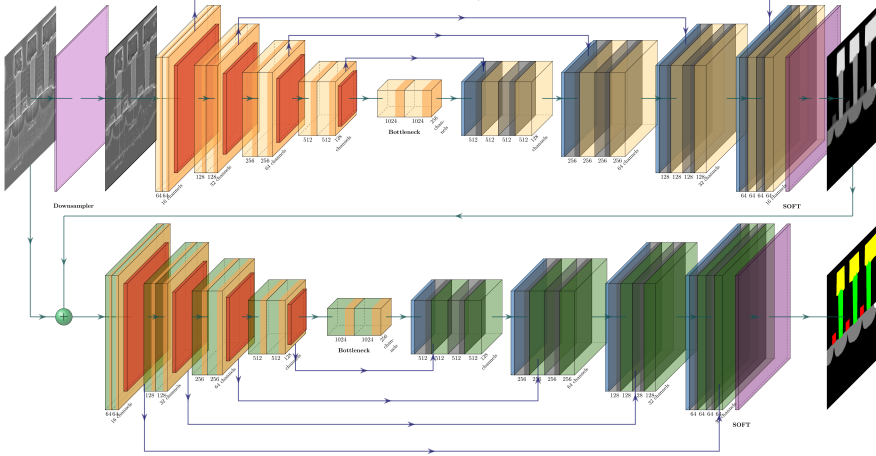 64 64
16 channels
128 128
32 channels
256 256
64 channels
512 512
128 channels
1024 1024
256 chan-
nels
Bottleneck
512 512 512 512
128 channels
256 256 256 256
64 channels
128 128 128 128
32 channels
64 64 64 64
16 channels
Downsampler
SOFT
+
64 64
16 channels
128 128
32 channels
256 256
64 channels
512 512
128 channels
1024 1024
256 chan-
nels
Bottleneck
512 512 512 512
128 channels
256 256 256 256
64 channels
128 128 128 128
32 channels
64 64 64 64
channels
SOFT